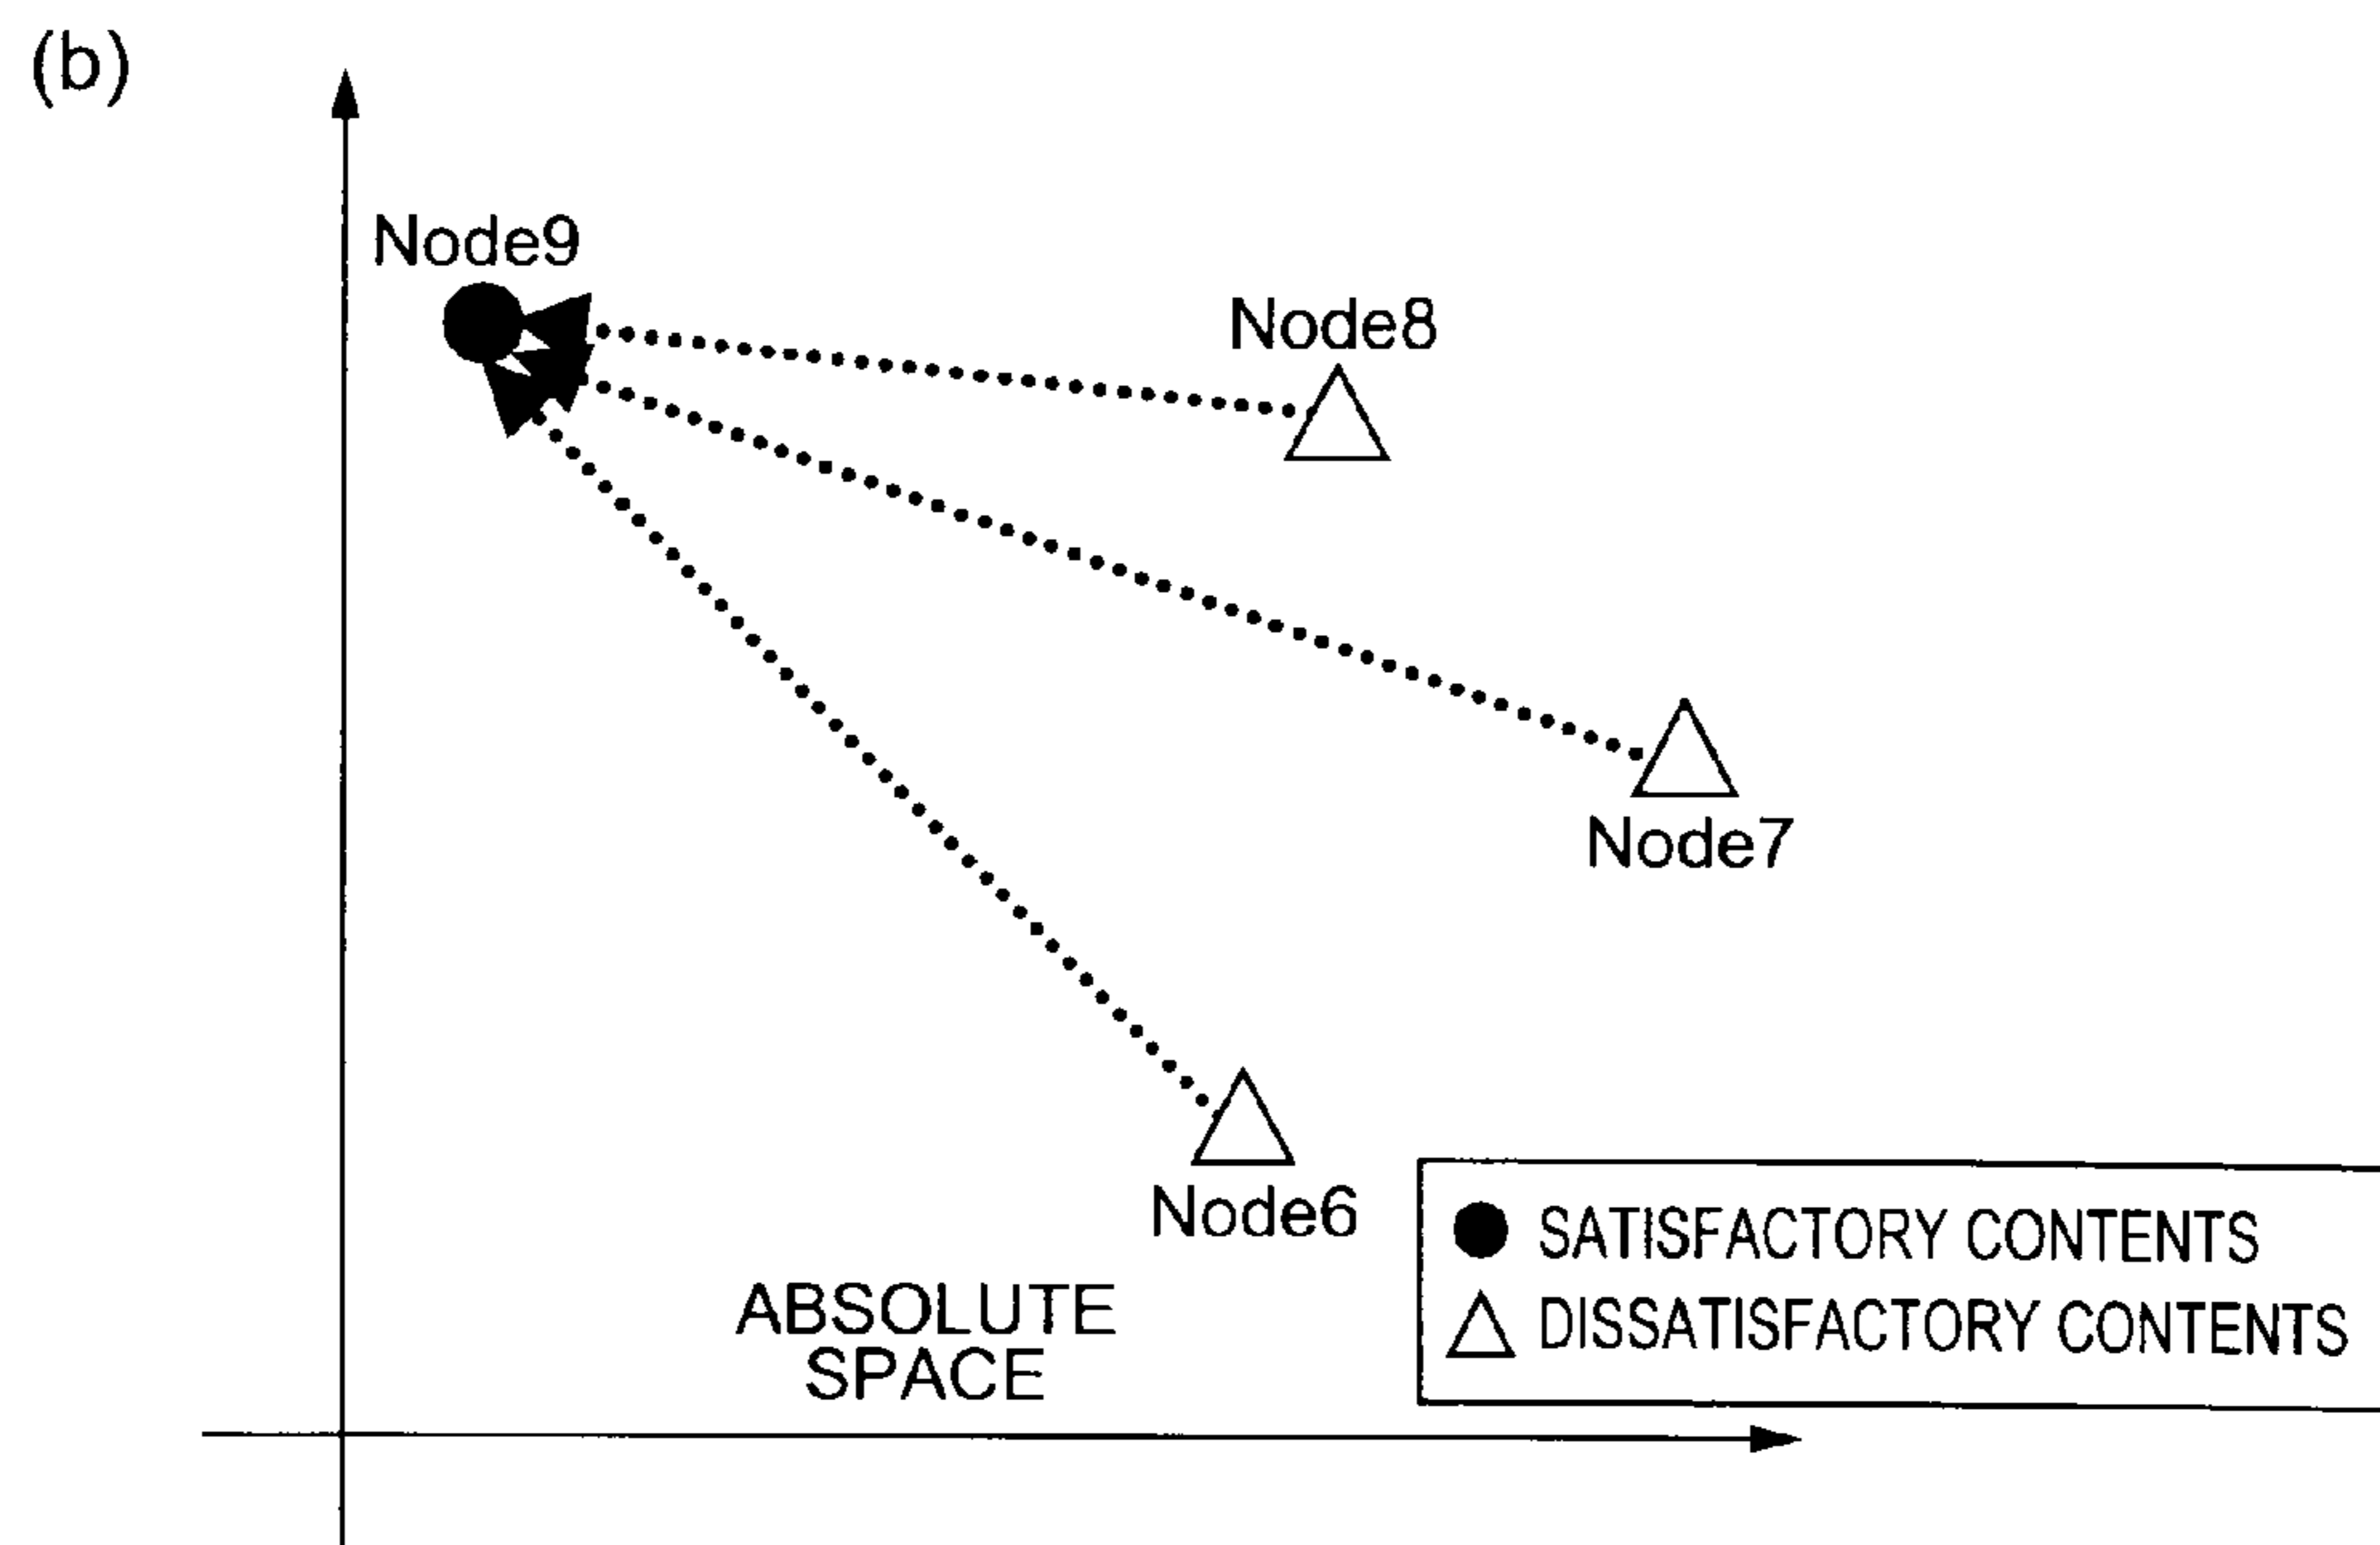 (b)
Node9
Node8
Node7
Node6
ABSOLUTE
SPACE
SATISFACTORY CONTENTS
DISSATISFACTORY CONTENTS